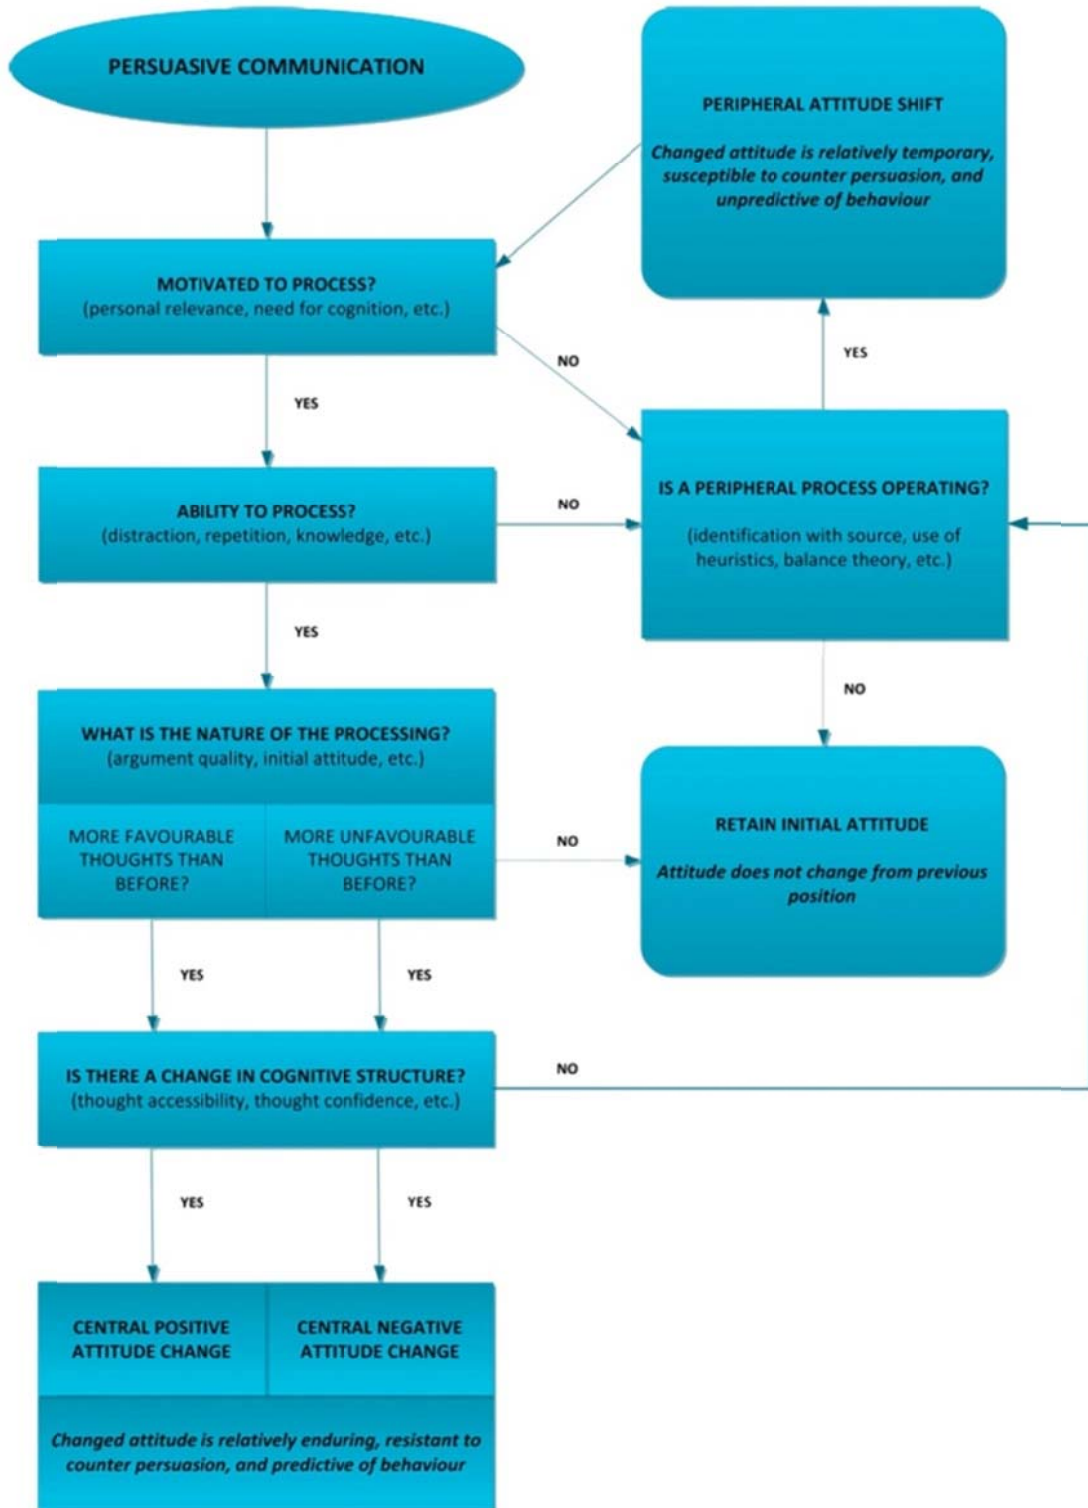 PERSUASIVE COMMUNICATION
PERIPHERAL ATTITUDE SHIFT
Changed attitude is relatively temporary,
susceptible to counter persuasion, and
unpredictive of behaviour
MOTIVATED TO PROCESS?
(personal relevance, need for cognition, etc.)
NO
YES
YES
ABILITY TO PROCESS?
(distraction, repetition, knowledge, etc.)
NO
IS A PERIPHERAL PROCESS OPERATING?
(identification with source, use of
heuristics, balance theory, etc.)
YES
NO
WHAT IS THE NATURE OF THE PROCESSING?
(argument quality, initial attitude, etc.)
MORE FAVOURABLE
THOUGHTS THAN
BEFORE?
MORE UNFAVOURABLE
THOUGHTS THAN
BEFORE?
NO
RETAIN INITIAL ATTITUDE
Attitude does not change from previous
position
YES
YES
IS THERE A CHANGE IN COGNITIVE STRUCTURE?
(thought accessibility, thought confidence, etc.)
NO
YES
YES
CENTRAL POSITIVE
ATTITUDE CHANGE
CENTRAL NEGATIVE
ATTITUDE CHANGE
Changed attitude is relatively enduring, resistant to
counter persuasion, and predictive of behaviour